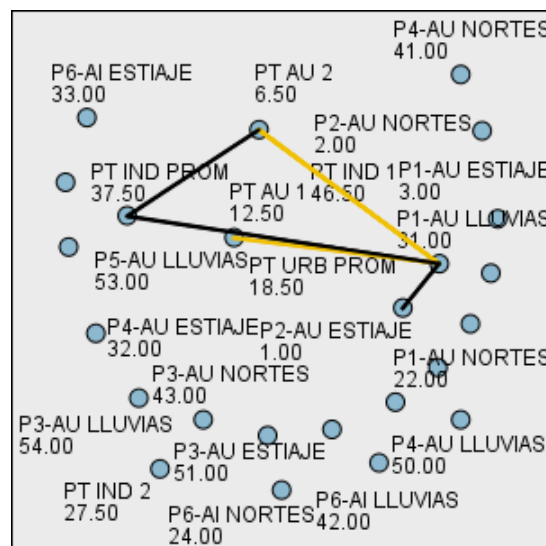 P4-AU NORTES
41.00
P6-AI ESTIAJE
33.00
PT AU 2
6.50
P2-AU NORTES
2.00
PT IND PROM
37.50
PT IND 1
46.50
P1-AU ESTIAJE
3.00
PT AU 1
12.50
P1-AU LLUVIAS
31.00
P5-AU LLUVIAS
53.00
PT URB PROM
18.50
P4-AU ESTIAJE
32.00
P2-AU ESTIAJE
1.00
P1-AU NORTES
22.00
P3-AU NORTES
43.00
P3-AU LLUVIAS
54.00
P3-AU ESTIAJE
51.00
P4-AU LLUVIAS
50.00
PT IND 2
27.50
P6-AI NORTES
24.00
P6-AI LLUVIAS
42.00